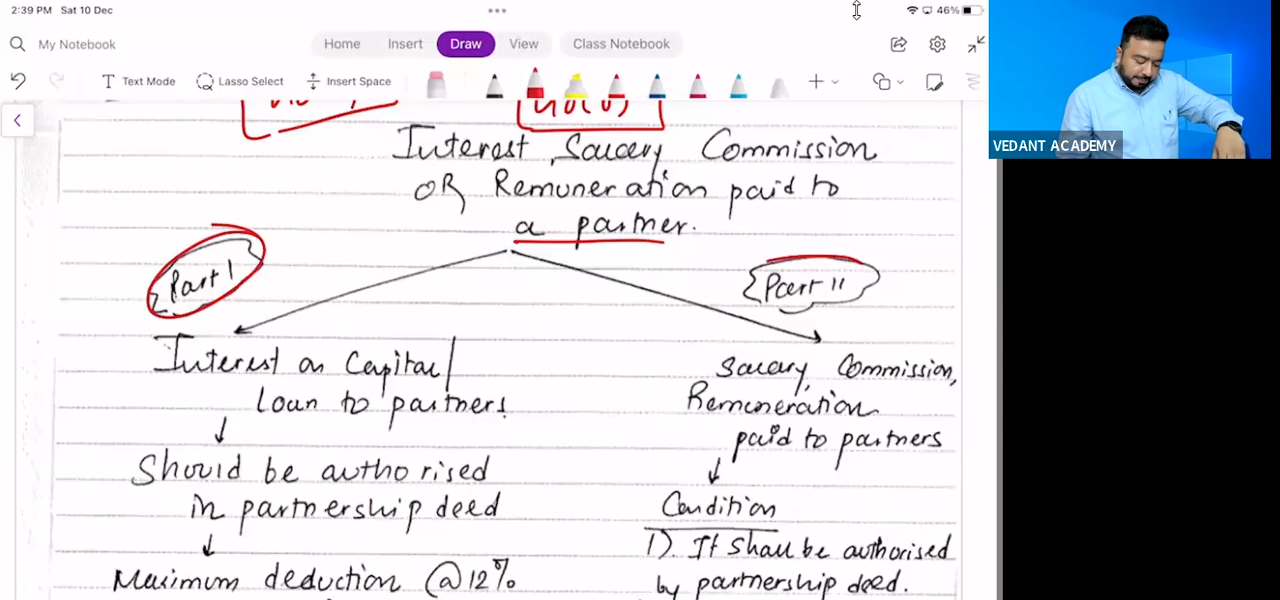 2:39 PM Sat 10 Dec
46%
My Notebook
Home Insert Draw View Class Notebook
Text Mode Lasso Select Insert Space
VEDANT ACADEMY
40(b)
Interest, Salary Commission
OR Remuneration paid to
a partner.
Part I
Part II
Interest on Capital/
Loan to partners
Should be authorised
in partnership deed
Maximum deduction @12%
Salary, Commission,
Remuneration
paid to partners
Condition
1). It shall be authorised
by partnership deed.